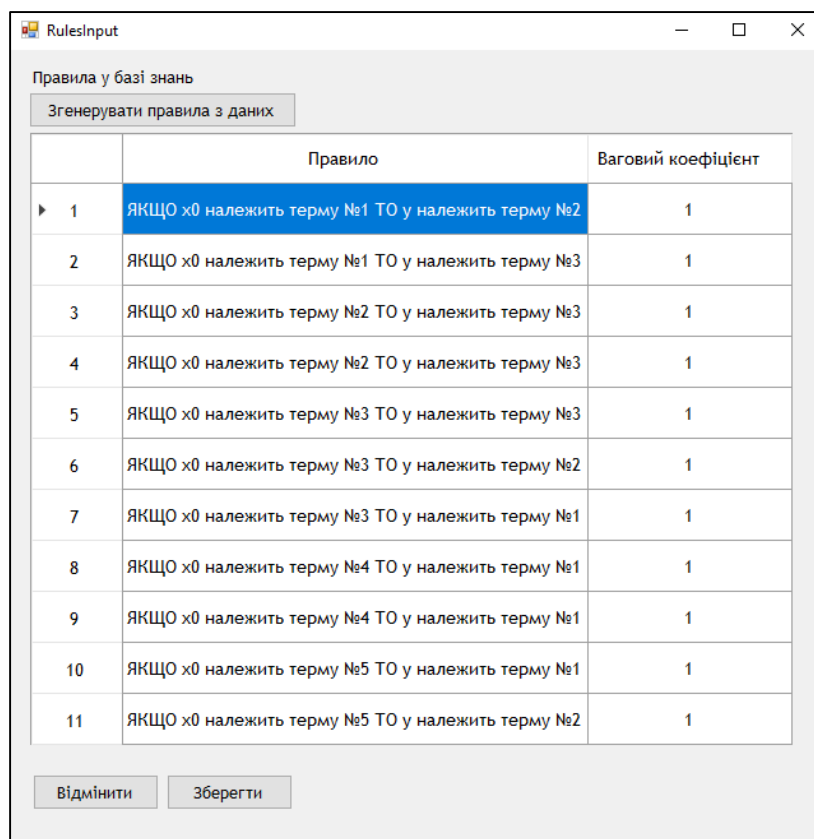 RulesInput
Правила у базі знань
Згенерувати правила з даних
Правило Ваговий коефіцієнт
1 ЯКЩО x0 належить терму №1 ТО y належить терму №2 1
2 ЯКЩО x0 належить терму №1 ТО y належить терму №3 1
3 ЯКЩО x0 належить терму №2 ТО y належить терму №3 1
4 ЯКЩО x0 належить терму №2 ТО y належить терму №3 1
5 ЯКЩО x0 належить терму №3 ТО y належить терму №3 1
6 ЯКЩО x0 належить терму №3 ТО y належить терму №2 1
7 ЯКЩО x0 належить терму №3 ТО y належить терму №1 1
8 ЯКЩО x0 належить терму №4 ТО y належить терму №1 1
9 ЯКЩО x0 належить терму №4 ТО y належить терму №1 1
10 ЯКЩО x0 належить терму №5 ТО y належить терму №1 1
11 ЯКЩО x0 належить терму №5 ТО y належить терму №2 1
Відмінити Зберегти